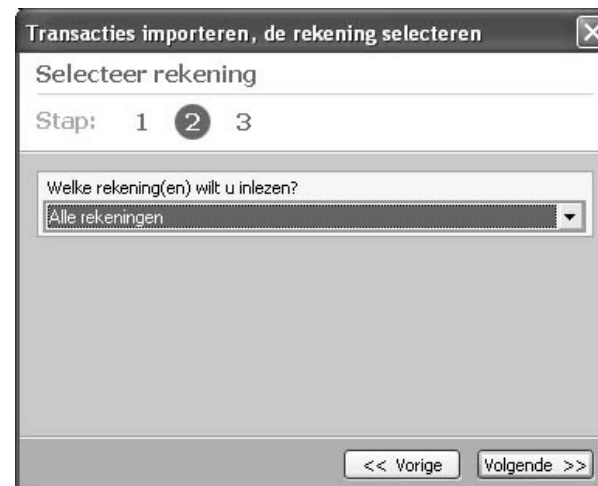 Transacties importeren, de rekening selecteren
Selecteer rekening
Stap: 1 2 3
Welke rekening(en) wilt u inlezen?
Alle rekeningen
<< Vorige Volgende >>